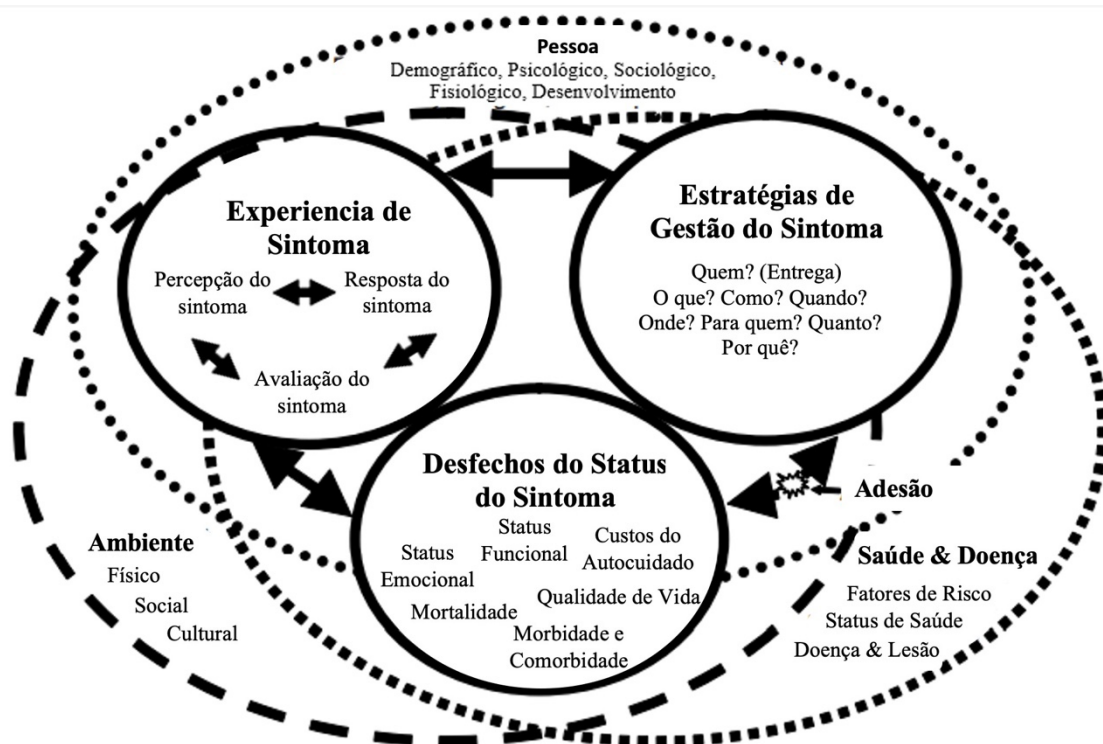 Pessoa
Demográfico, Psicológico, Sociológico,
Fisiológico, Desenvolvimento
Experiencia de
Sintoma
Percepção do
sintoma
Resposta do
sintoma
Avaliação do
sintoma
Estratégias de
Gestão do Sintoma
Quem? (Entrega)
O que? Como? Quando?
Onde? Para quem? Quanto?
Por quê?
Desfechos do Status
do Sintoma
Status
Funcional
Custos do
Autocuidado
Status
Emocional
Qualidade de Vida
Mortalidade
Morbidade e
Comorbidade
Adesão
Ambiente
Físico
Social
Cultural
Saúde & Doença
Fatores de Risco
Status de Saúde
Doença & Lesão